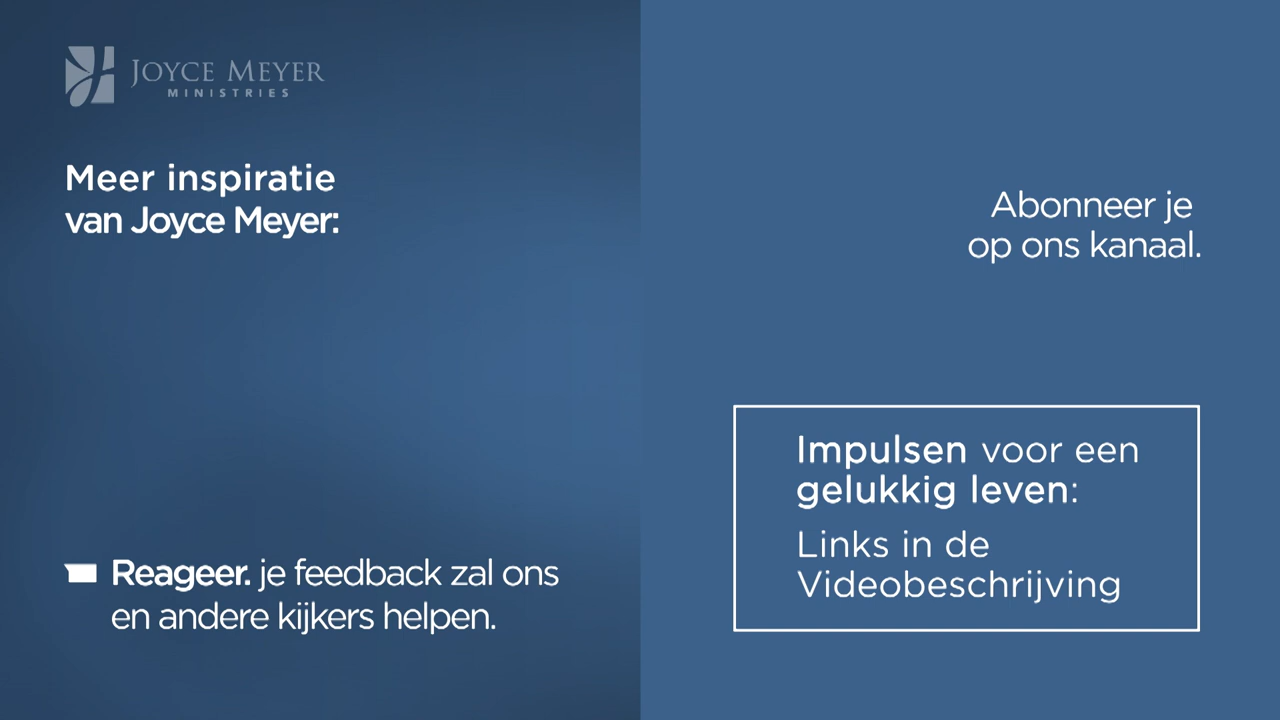 JOYCE MEYER
MINISTRIES
Meer inspiratie
van Joyce Meyer:
Reageer. je feedback zal ons
en andere kijkers helpen.
Abonneer je
op ons kanaal.
Impulsen voor een
gelukkig leven:
Links in de
Videobeschrijving